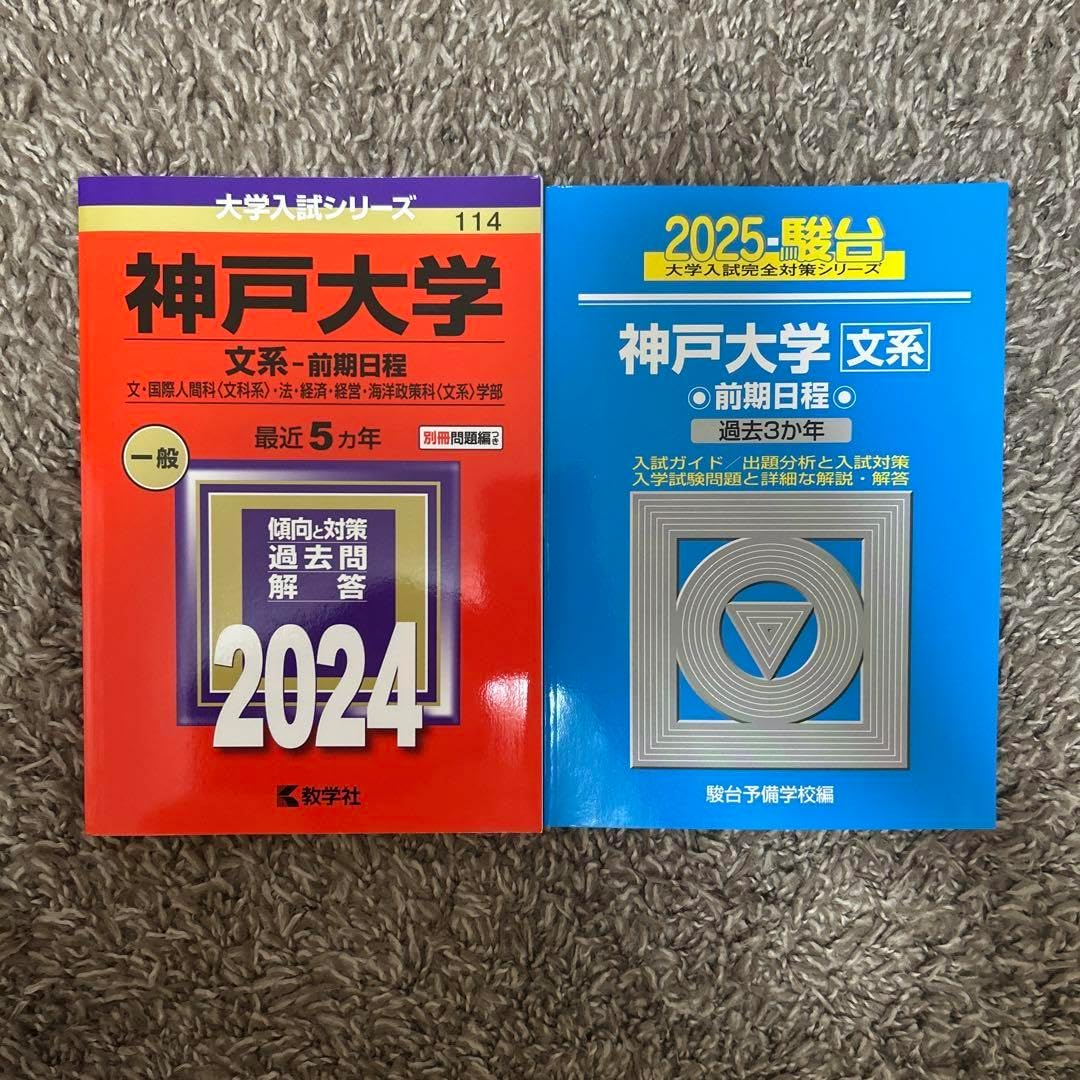 大学入試シリーズ
114
神戸大学
文系-前期日程
文・国際人間科〈文科系〉・法・経済・経営・海洋政策科〈文系〉学部
最近5カ年
別冊問題編つき
一般
傾向と対策
過去問
解答
2024
教学社
2025-駿台
大学入試完全対策シリーズ
神戸大学 文系
前期日程
過去3か年
入試ガイド/出題分析と入試対策
入学試験問題と詳細な解説・解答
駿台予備学校編